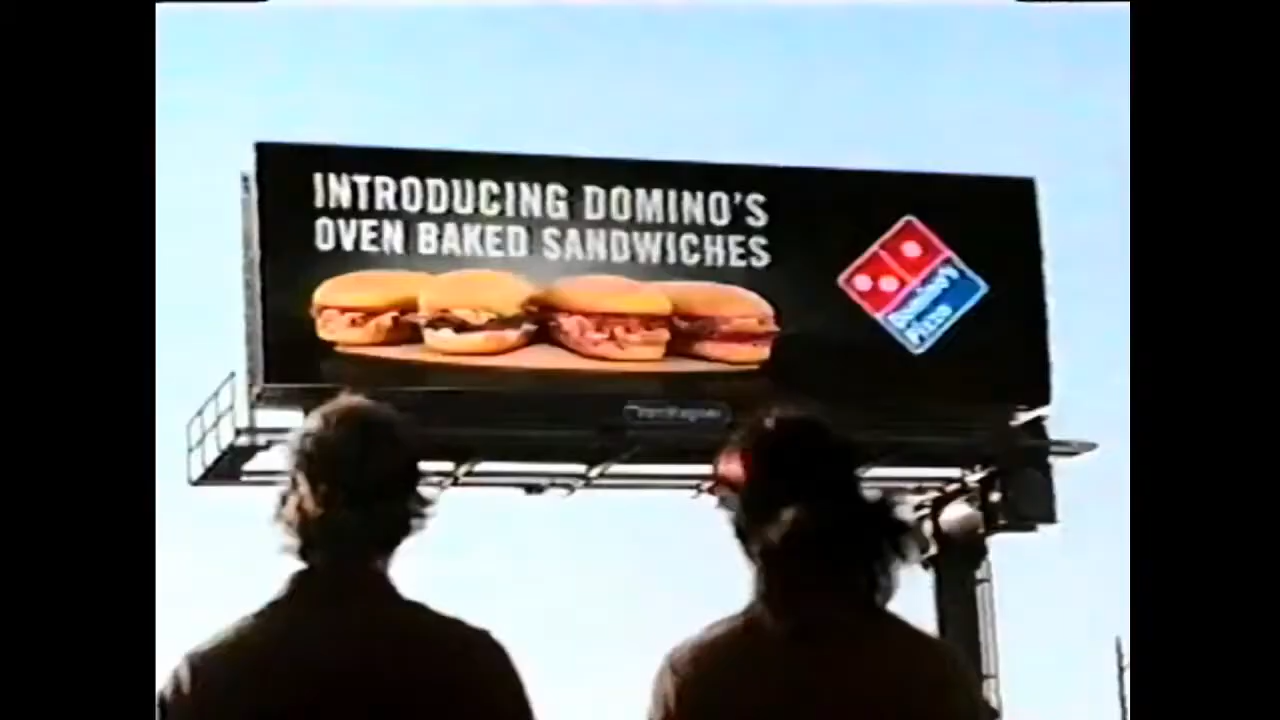 INTRODUCING DOMINO'S
OVEN BAKED SANDWICHES
Domino's
Pizza